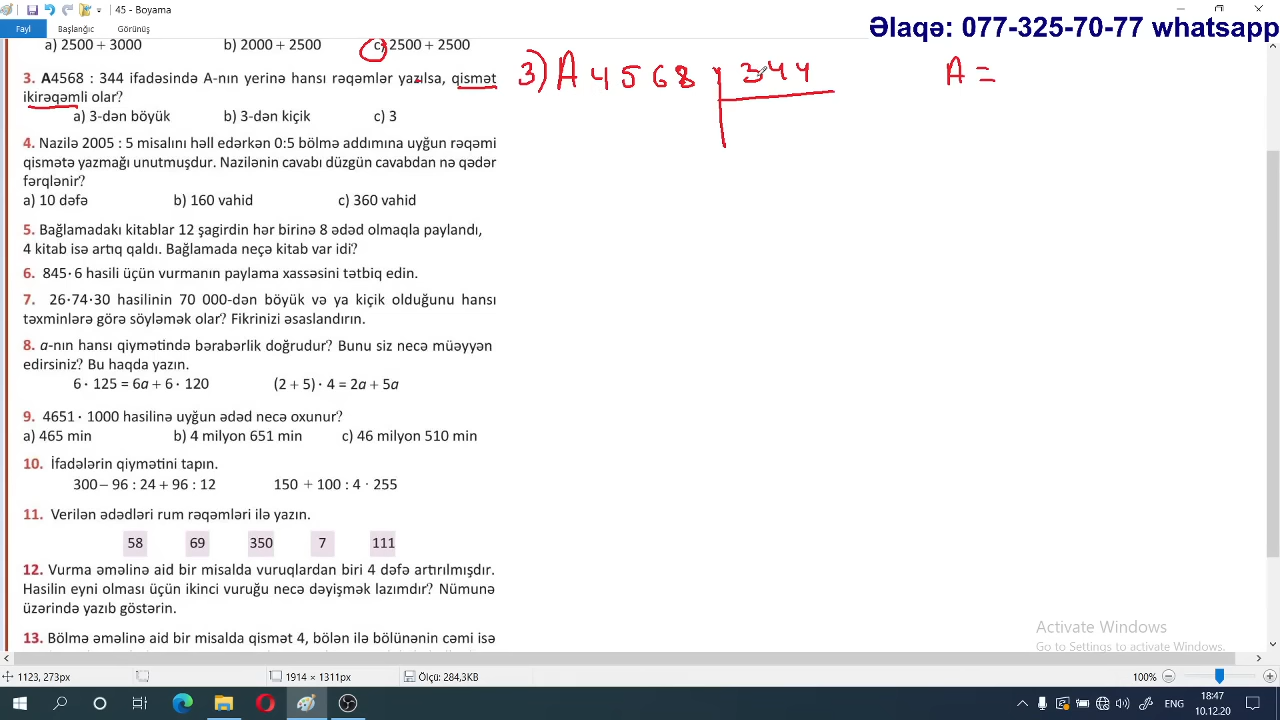 45 - Boyama
Fayl Başlanğıc Görünüş
Əlaqə: 077-325-70-77 whatsapp
a) 2500 + 3000 b) 2000 + 2500 c) 2500 + 2500
3. A4568 : 344 ifadəsində A-nın yerinə hansı rəqəmlər yazılsa, qismət
ikirəqəmli olar?
a) 3-dən böyük b) 3-dən kiçik c) 3
3) A 4 5 6 8 344 A =
4. Nazilə 2005 : 5 misalını həll edərkən 0:5 bölmə addımına uyğun rəqəmi
qismətə yazmağı unutmuşdur. Nazilənin cavabı düzgün cavabdan nə qədər
fərqlənir?
a) 10 dəfə b) 160 vahid c) 360 vahid
5. Bağlamadakı kitablar 12 şagirdin hər birinə 8 ədəd olmaqla paylandı,
4 kitab isə artıq qaldı. Bağlamada neçə kitab var idi?
6. 845 · 6 hasili üçün vurmanın paylama xassəsini tətbiq edin.
7. 26·74·30 hasilinin 70 000-dən böyük və ya kiçik olduğunu hansı
təxminlərə görə söyləmək olar? Fikrinizi əsaslandırın.
8. a-nın hansı qiymətində bərabərlik doğrudur? Bunu siz necə müəyyən
edirsiniz? Bu haqda yazın.
6 · 125 = 6a + 6 · 120 (2 + 5) · 4 = 2a + 5a
9. 4651 · 1000 hasilinə uyğun ədəd necə oxunur?
a) 465 min b) 4 milyon 651 min c) 46 milyon 510 min
10. İfadələrin qiymətini tapın.
300 – 96 : 24 + 96 : 12 150 + 100 : 4 · 255
11. Verilən ədədləri rum rəqəmləri ilə yazın.
58 69 350 7 111
12. Vurma əməlinə aid bir misalda vuruqlardan biri 4 dəfə artırılmışdır.
Hasilin eyni olması üçün ikinci vuruğu necə dəyişmək lazımdır? Nümunə
üzərində yazıb göstərin.
13. Bölmə əməlinə aid bir misalda qismət 4, bölən ilə bölünənin cəmi isə
Activate Windows
Go to Settings to activate Windows.
1123, 273px 1914 × 1311px Ölçü: 284,3KB 100%
ENG
18:47
10.12.20